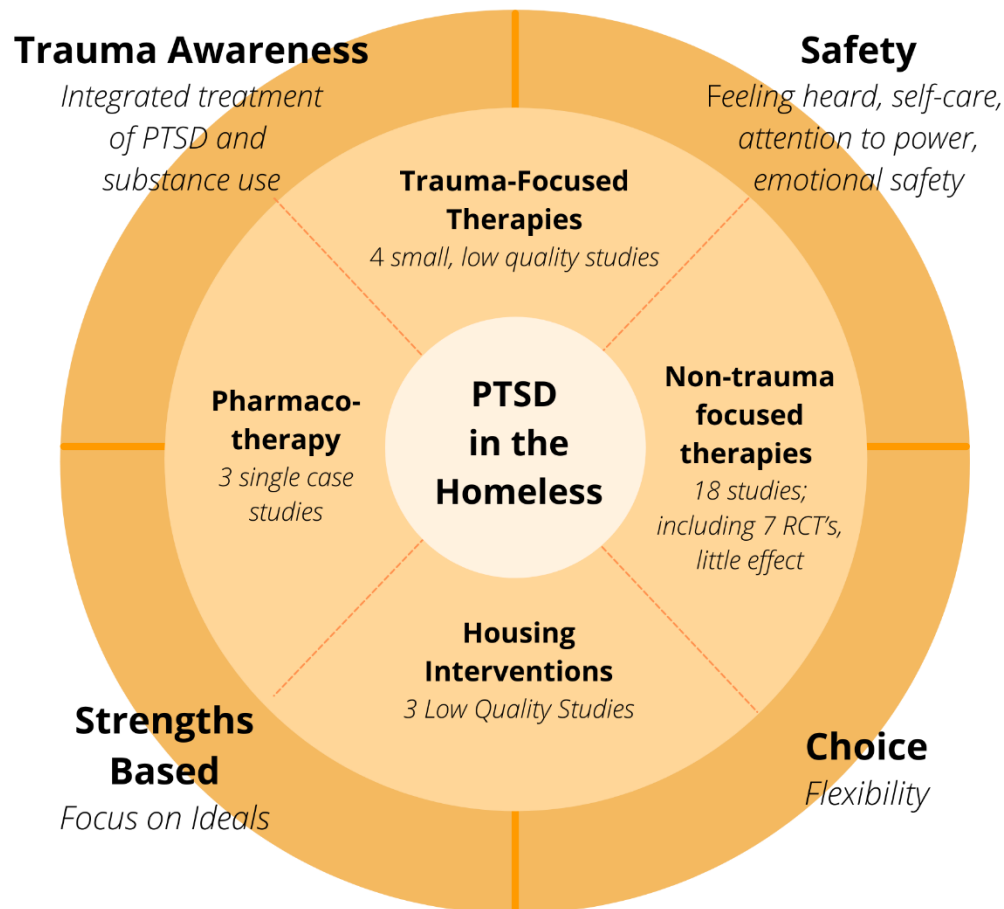 Trauma Awareness
Integrated treatment
of PTSD and
substance use
Safety
Feeling heard, self-care,
attention to power,
emotional safety
Trauma-Focused
Therapies
4 small, low quality studies
Pharmaco-
therapy
3 single case
studies
PTSD
in the
Homeless
Non-trauma
focused
therapies
18 studies;
including 7 RCT's,
little effect
Housing
Interventions
3 Low Quality Studies
Strengths
Based
Focus on Ideals
Choice
Flexibility